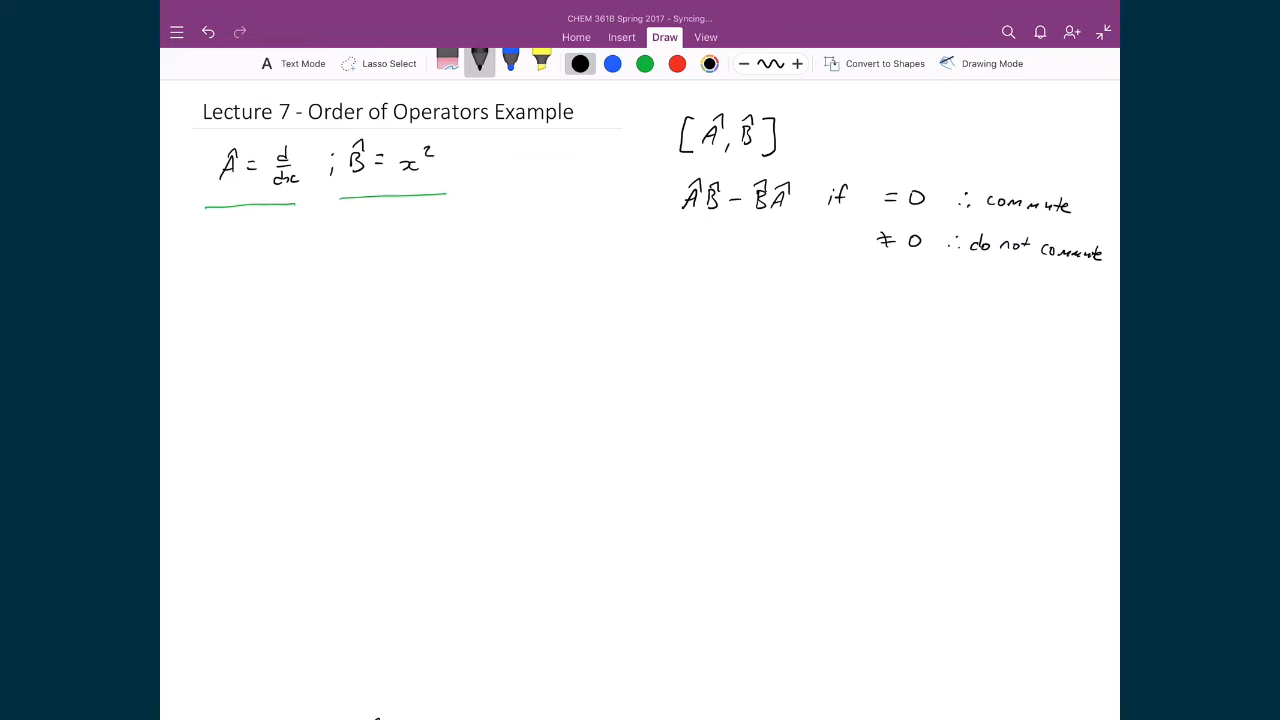 CHEM 361B Spring 2017 - Syncing...
Home Insert Draw View
A Text Mode Lasso Select Convert to Shapes Drawing Mode
Lecture 7 - Order of Operators Example
Â = d/dx ; B̂ = x²
[Â, B̂]
ÂB̂ - B̂Â if = 0 ∴ commute
≠ 0 ∴ do not commute